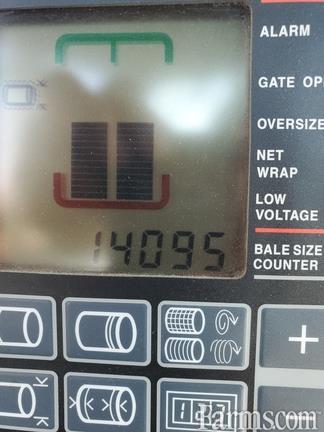 ALARM
GATE OP
OVERSIZE
NET
WRAP
LOW
VOLTAGE
14095
BALE SIZE
COUNTER
+
Farms.com